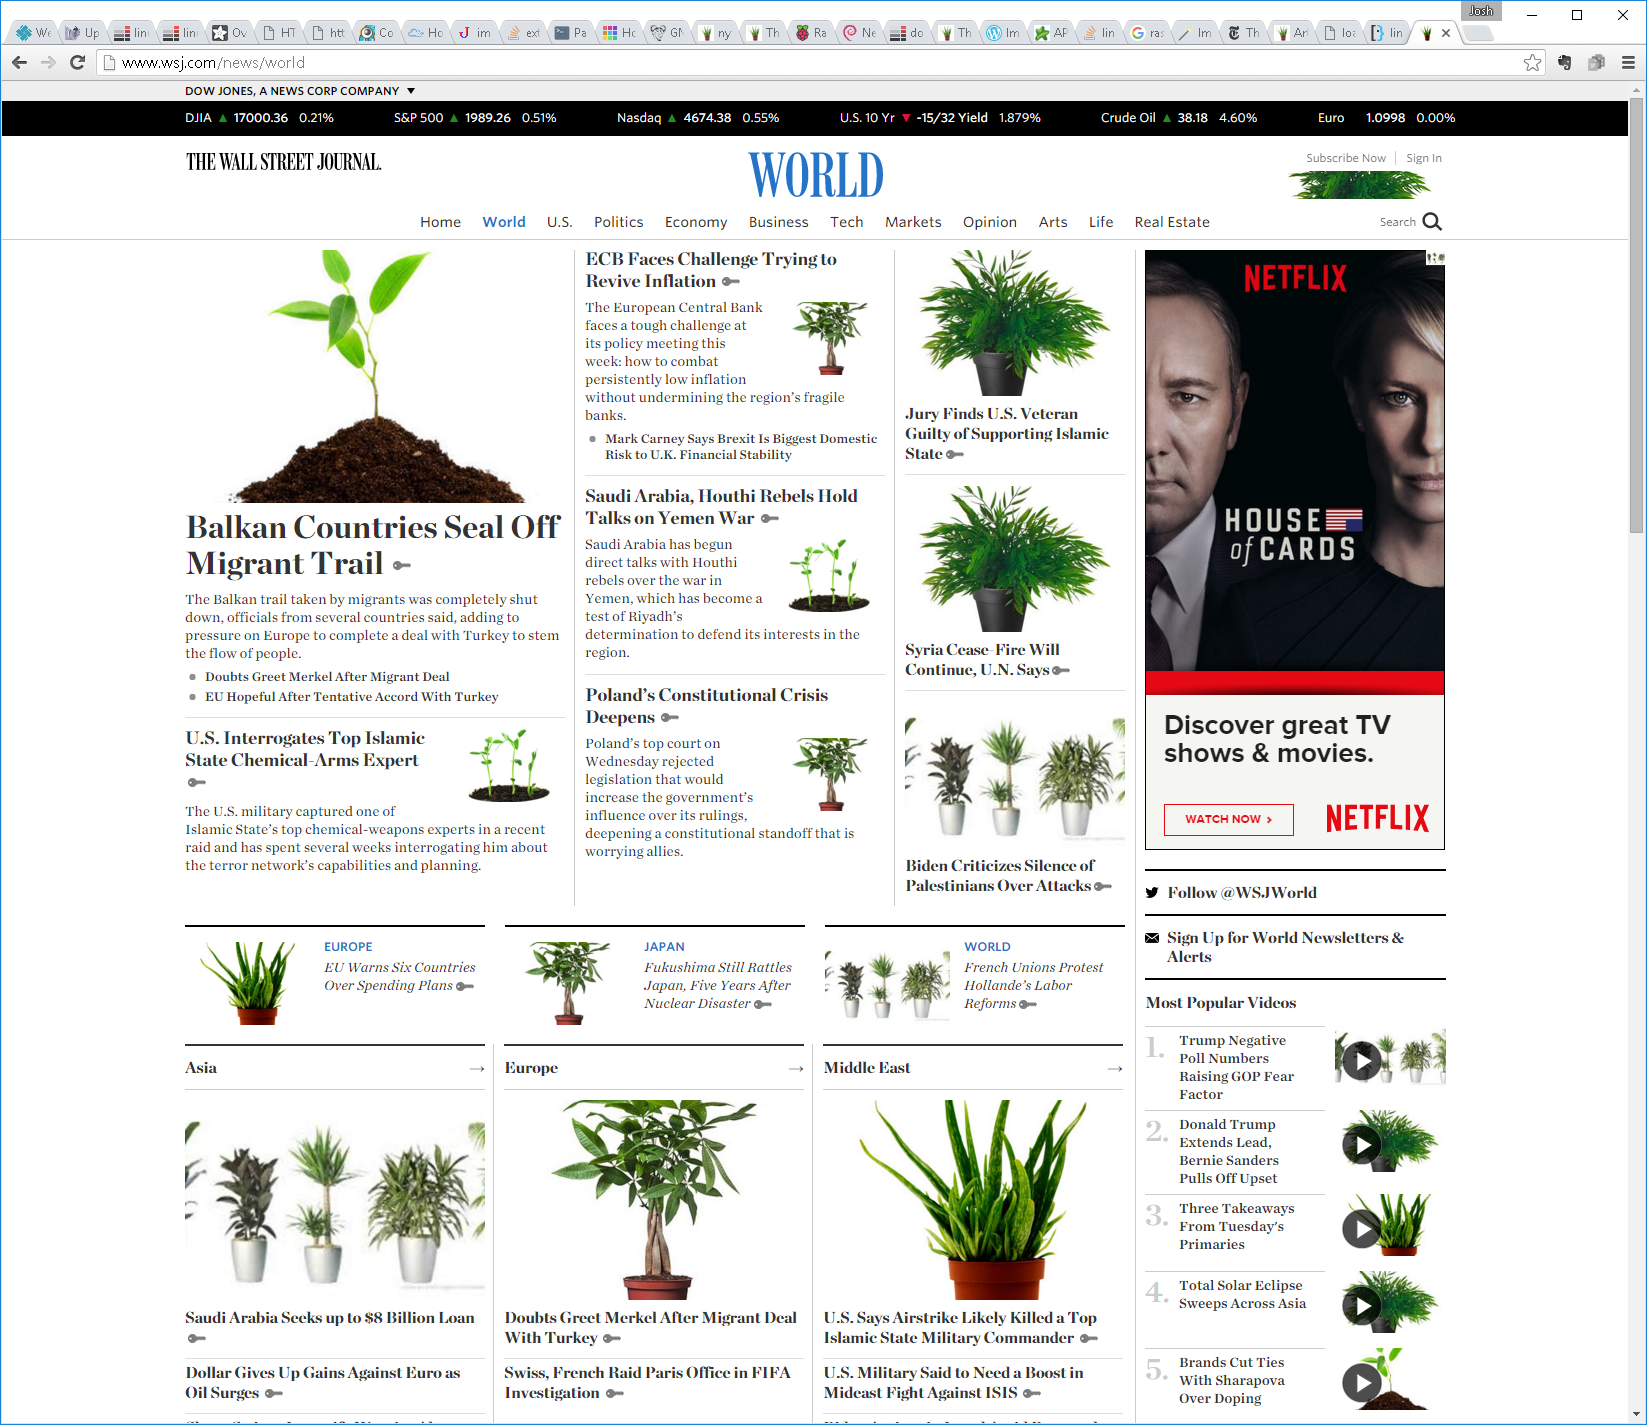 Josh
We
Up
lin
lin
Ov
HT
htt
Co
Ho
im
ext
Pa
Ho
GN
ny
Th
Ra
Ne
do
Th
Im
AP
lin
ras
Im
Th
Ar
loa
lin
www.wsj.com/news/world
DOW JONES, A NEWS CORP COMPANY ▼
DJIA ▲ 17000.36 0.21%
S&P 500 ▲ 1989.26 0.51%
Nasdaq ▲ 4674.38 0.55%
U.S. 10 Yr ▼ -15/32 Yield 1.879%
Crude Oil ▲ 38.18 4.60%
Euro 1.0998 0.00%
THE WALL STREET JOURNAL.
WORLD
Subscribe Now | Sign In
Home World U.S. Politics Economy Business Tech Markets Opinion Arts Life Real Estate
Search
Balkan Countries Seal Off
Migrant Trail
The Balkan trail taken by migrants was completely shut
down, officials from several countries said, adding to
pressure on Europe to complete a deal with Turkey to stem
the flow of people.
Doubts Greet Merkel After Migrant Deal
EU Hopeful After Tentative Accord With Turkey
U.S. Interrogates Top Islamic
State Chemical-Arms Expert
The U.S. military captured one of
Islamic State's top chemical-weapons experts in a recent
raid and has spent several weeks interrogating him about
the terror network's capabilities and planning.
ECB Faces Challenge Trying to
Revive Inflation
The European Central Bank
faces a tough challenge at
its policy meeting this
week: how to combat
persistently low inflation
without undermining the region's fragile
banks.
Mark Carney Says Brexit Is Biggest Domestic
Risk to U.K. Financial Stability
Saudi Arabia, Houthi Rebels Hold
Talks on Yemen War
Saudi Arabia has begun
direct talks with Houthi
rebels over the war in
Yemen, which has become a
test of Riyadh's
determination to defend its interests in the
region.
Poland's Constitutional Crisis
Deepens
Poland's top court on
Wednesday rejected
legislation that would
increase the government's
influence over its rulings,
deepening a constitutional standoff that is
worrying allies.
Jury Finds U.S. Veteran
Guilty of Supporting Islamic
State
Syria Cease-Fire Will
Continue, U.N. Says
Biden Criticizes Silence of
Palestinians Over Attacks
NETFLIX
HOUSE
of CARDS
Discover great TV
shows & movies.
WATCH NOW >
NETFLIX
Follow @WSJWorld
Sign Up for World Newsletters &
Alerts
Most Popular Videos
1. Trump Negative
Poll Numbers
Raising GOP Fear
Factor
2. Donald Trump
Extends Lead,
Bernie Sanders
Pulls Off Upset
3. Three Takeaways
From Tuesday's
Primaries
4. Total Solar Eclipse
Sweeps Across Asia
5. Brands Cut Ties
With Sharapova
Over Doping
EUROPE
EU Warns Six Countries
Over Spending Plans
JAPAN
Fukushima Still Rattles
Japan, Five Years After
Nuclear Disaster
WORLD
French Unions Protest
Hollande's Labor
Reforms
Asia →
Saudi Arabia Seeks up to $8 Billion Loan
Dollar Gives Up Gains Against Euro as
Oil Surges
Europe →
Doubts Greet Merkel After Migrant Deal
With Turkey
Swiss, French Raid Paris Office in FIFA
Investigation
Middle East →
U.S. Says Airstrike Likely Killed a Top
Islamic State Military Commander
U.S. Military Said to Need a Boost in
Mideast Fight Against ISIS